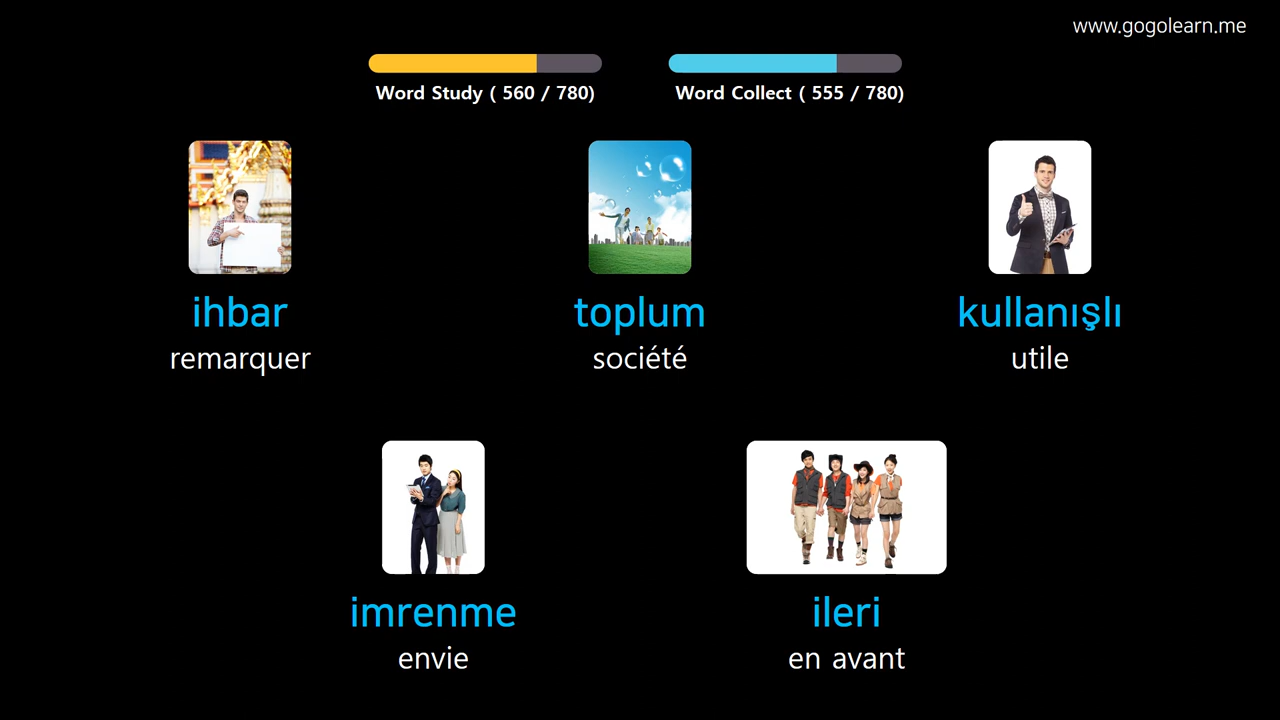 www.gogolearn.me
Word Study ( 560 / 780)
Word Collect ( 555 / 780)
ihbar
remarquer
toplum
société
kullanışlı
utile
imrenme
envie
ileri
en avant